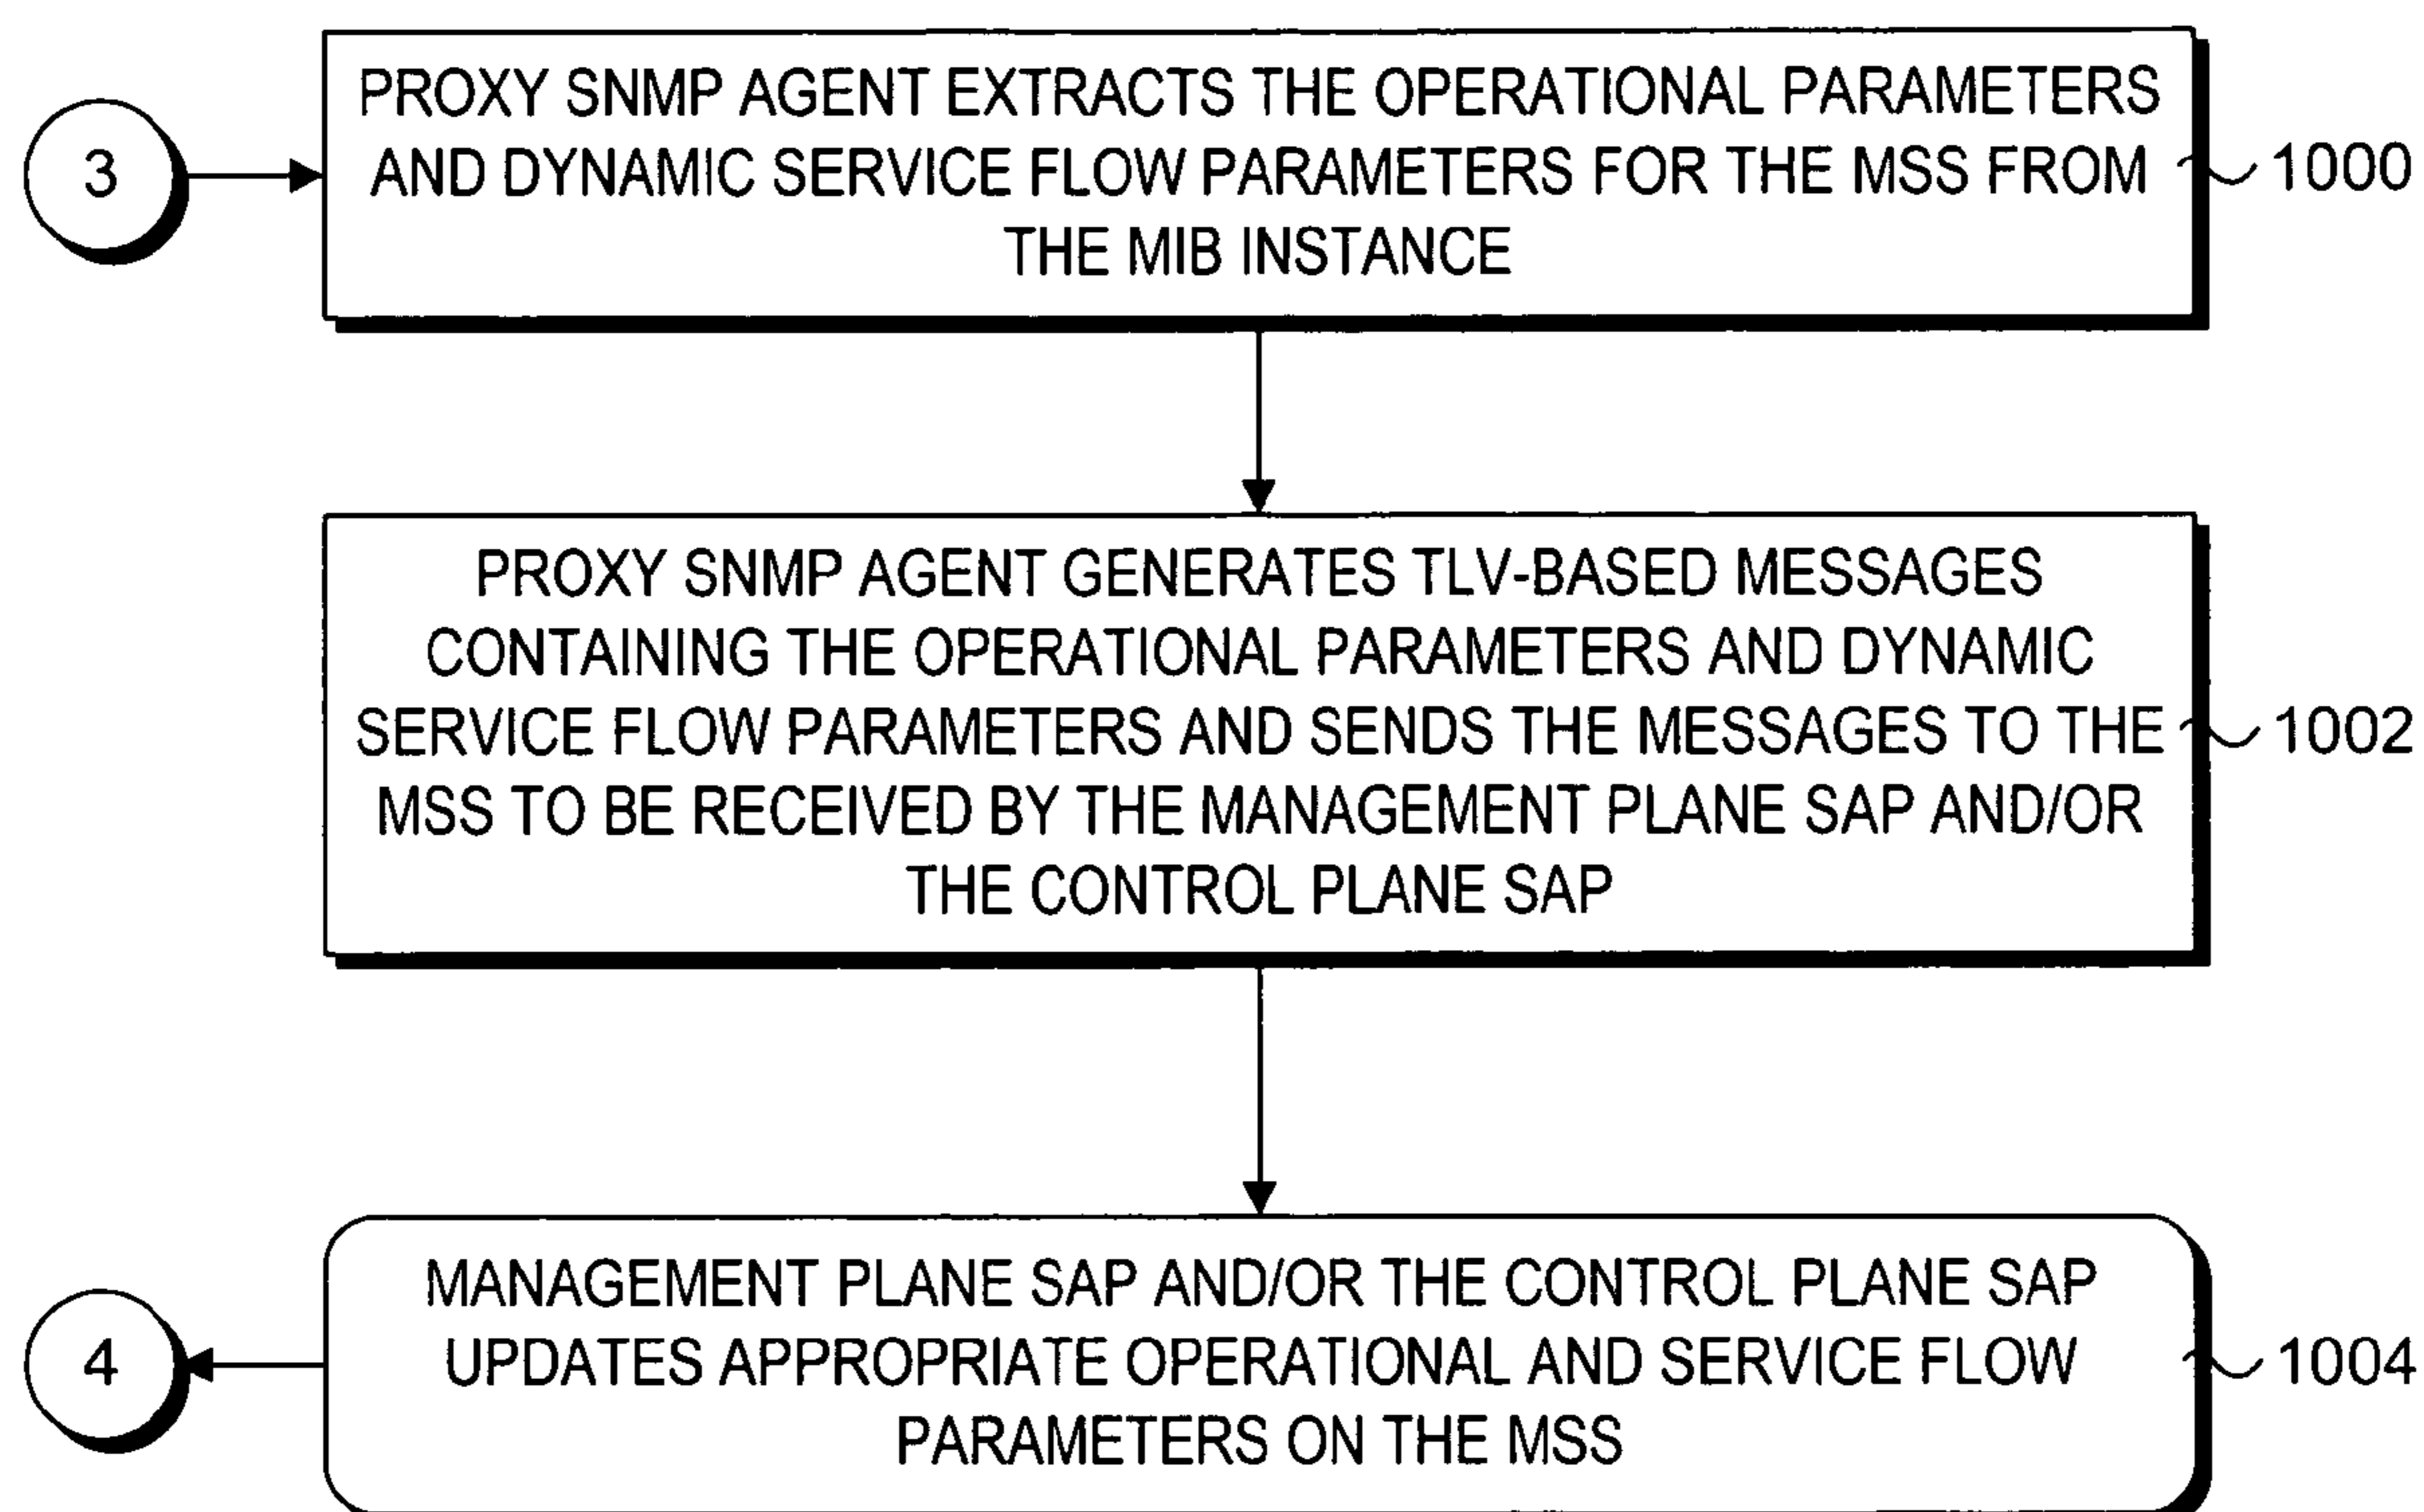 3
PROXY SNMP AGENT EXTRACTS THE OPERATIONAL PARAMETERS
AND DYNAMIC SERVICE FLOW PARAMETERS FOR THE MSS FROM
THE MIB INSTANCE
1000
PROXY SNMP AGENT GENERATES TLV-BASED MESSAGES
CONTAINING THE OPERATIONAL PARAMETERS AND DYNAMIC
SERVICE FLOW PARAMETERS AND SENDS THE MESSAGES TO THE
MSS TO BE RECEIVED BY THE MANAGEMENT PLANE SAP AND/OR
THE CONTROL PLANE SAP
1002
MANAGEMENT PLANE SAP AND/OR THE CONTROL PLANE SAP
UPDATES APPROPRIATE OPERATIONAL AND SERVICE FLOW
PARAMETERS ON THE MSS
1004
4